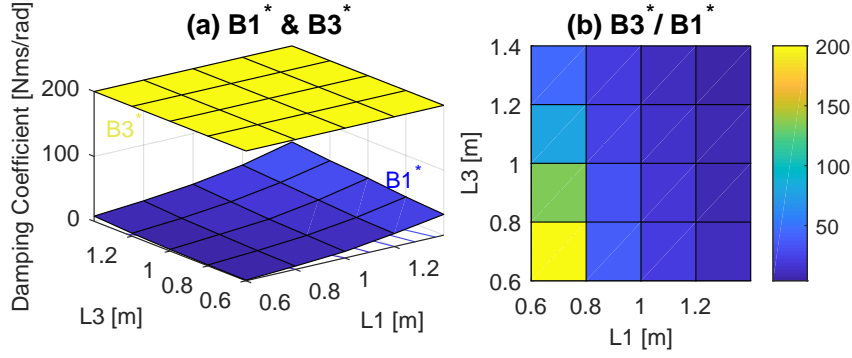 (a) B1* & B3*
Damping Coefficient [Nms/rad]
200
100
0
B3*
B1*
1.2
1
0.8
0.6
L3 [m]
0.6
0.8
1
1.2
L1 [m]
(b) B3*/ B1*
1.4
1.2
1
0.8
0.6
L3 [m]
0.6
0.8
1
1.2
L1 [m]
200
150
100
50